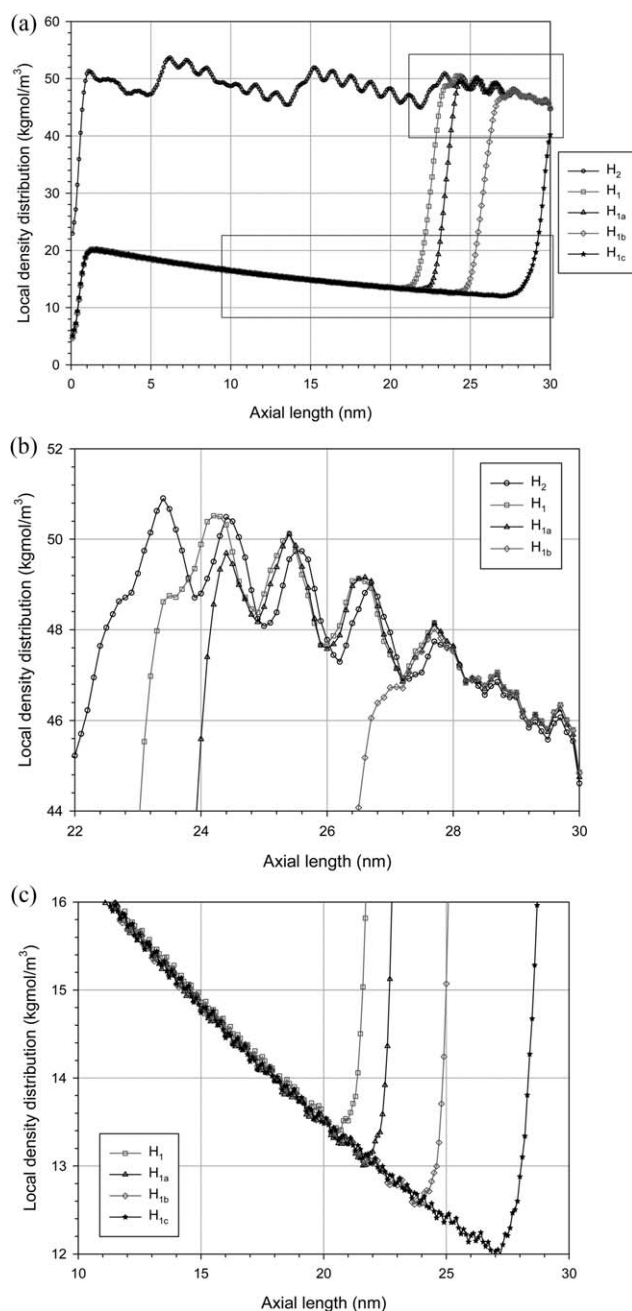 (a)
60
50
40
30
20
10
0
Local density distribution (kgmol/m³)
0 5 10 15 20 25 30
Axial length (nm)
H₂
H₁
H₁ₐ
H₁b
H₁c
(b)
52
50
48
46
44
Local density distribution (kgmol/m³)
22 24 26 28 30
Axial length (nm)
H₂
H₁
H₁ₐ
H₁b
(c)
16
15
14
13
12
Local density distribution (kgmol/m³)
10 15 20 25 30
Axial length (nm)
H₁
H₁ₐ
H₁b
H₁c